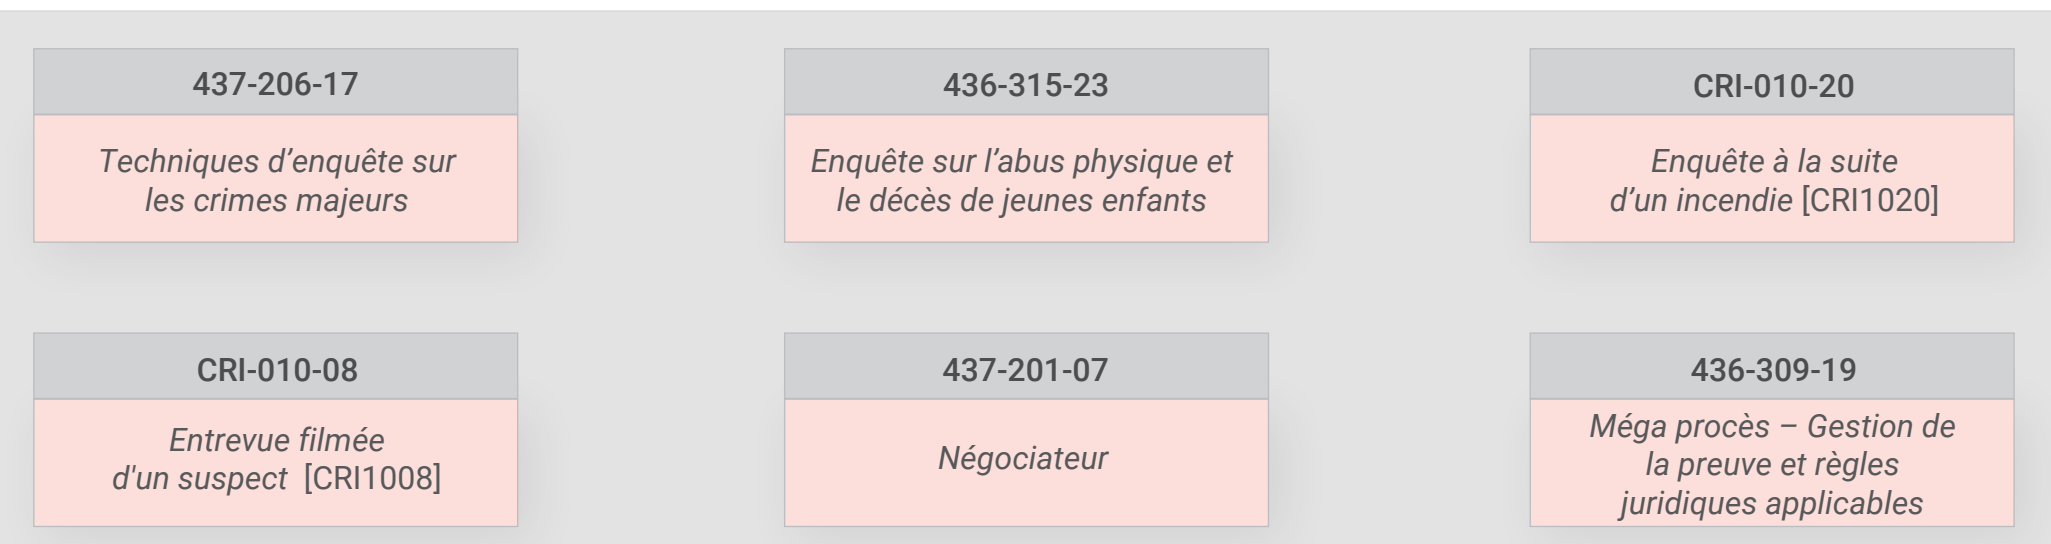 437-206-17
Techniques d’enquête sur
les crimes majeurs
436-315-23
Enquête sur l’abus physique et
le décès de jeunes enfants
CRI-010-20
Enquête à la suite
d’un incendie [CRI1020]
CRI-010-08
Entrevue filmée
d'un suspect [CRI1008]
437-201-07
Négociateur
436-309-19
Méga procès – Gestion de
la preuve et règles
juridiques applicables